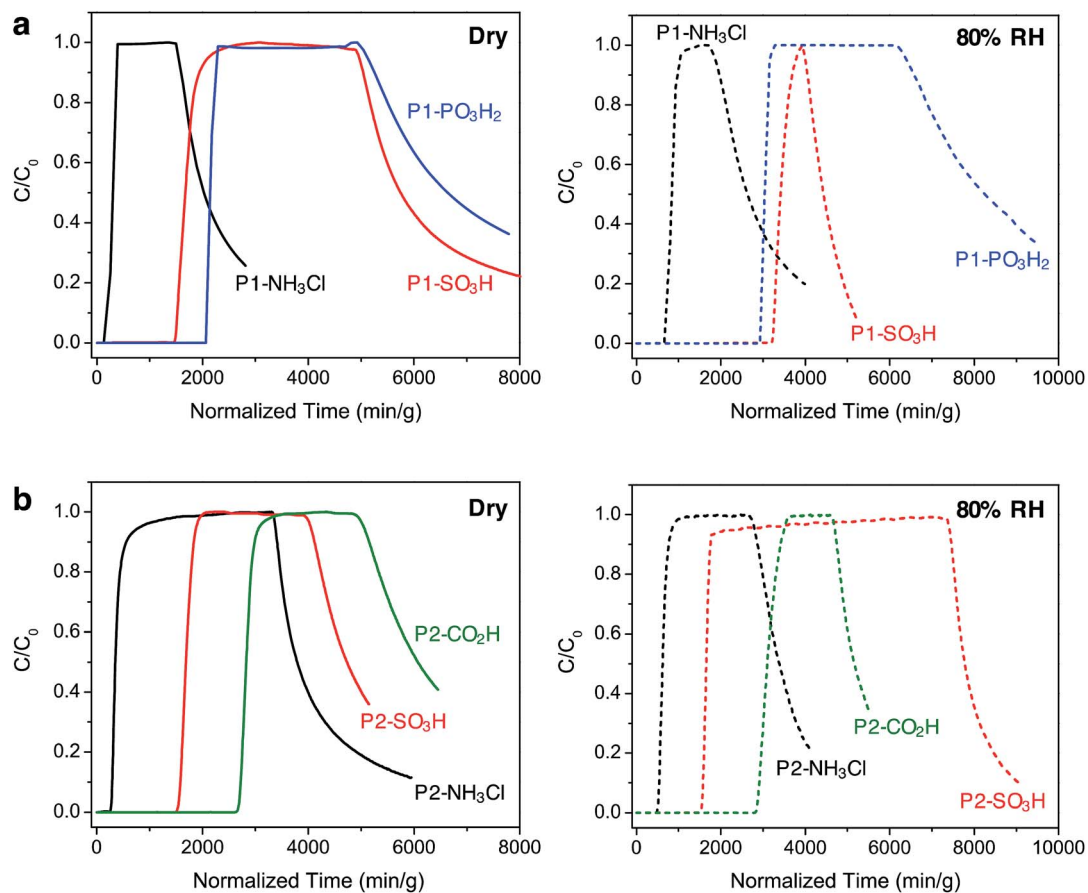 a
Dry
1.0
0.8
0.6
0.4
0.2
0.0
C/C₀
P1-PO₃H₂
P1-NH₃Cl
P1-SO₃H
0 2000 4000 6000 8000
Normalized Time (min/g)
80% RH
1.0
0.8
0.6
0.4
0.2
0.0
C/C₀
P1-NH₃Cl
P1-PO₃H₂
P1-SO₃H
0 2000 4000 6000 8000 10000
Normalized Time (min/g)
b
Dry
1.0
0.8
0.6
0.4
0.2
0.0
C/C₀
P2-CO₂H
P2-SO₃H
P2-NH₃Cl
0 2000 4000 6000 8000
Normalized Time (min/g)
80% RH
1.0
0.8
0.6
0.4
0.2
0.0
C/C₀
P2-CO₂H
P2-NH₃Cl
P2-SO₃H
0 2000 4000 6000 8000 10000
Normalized Time (min/g)